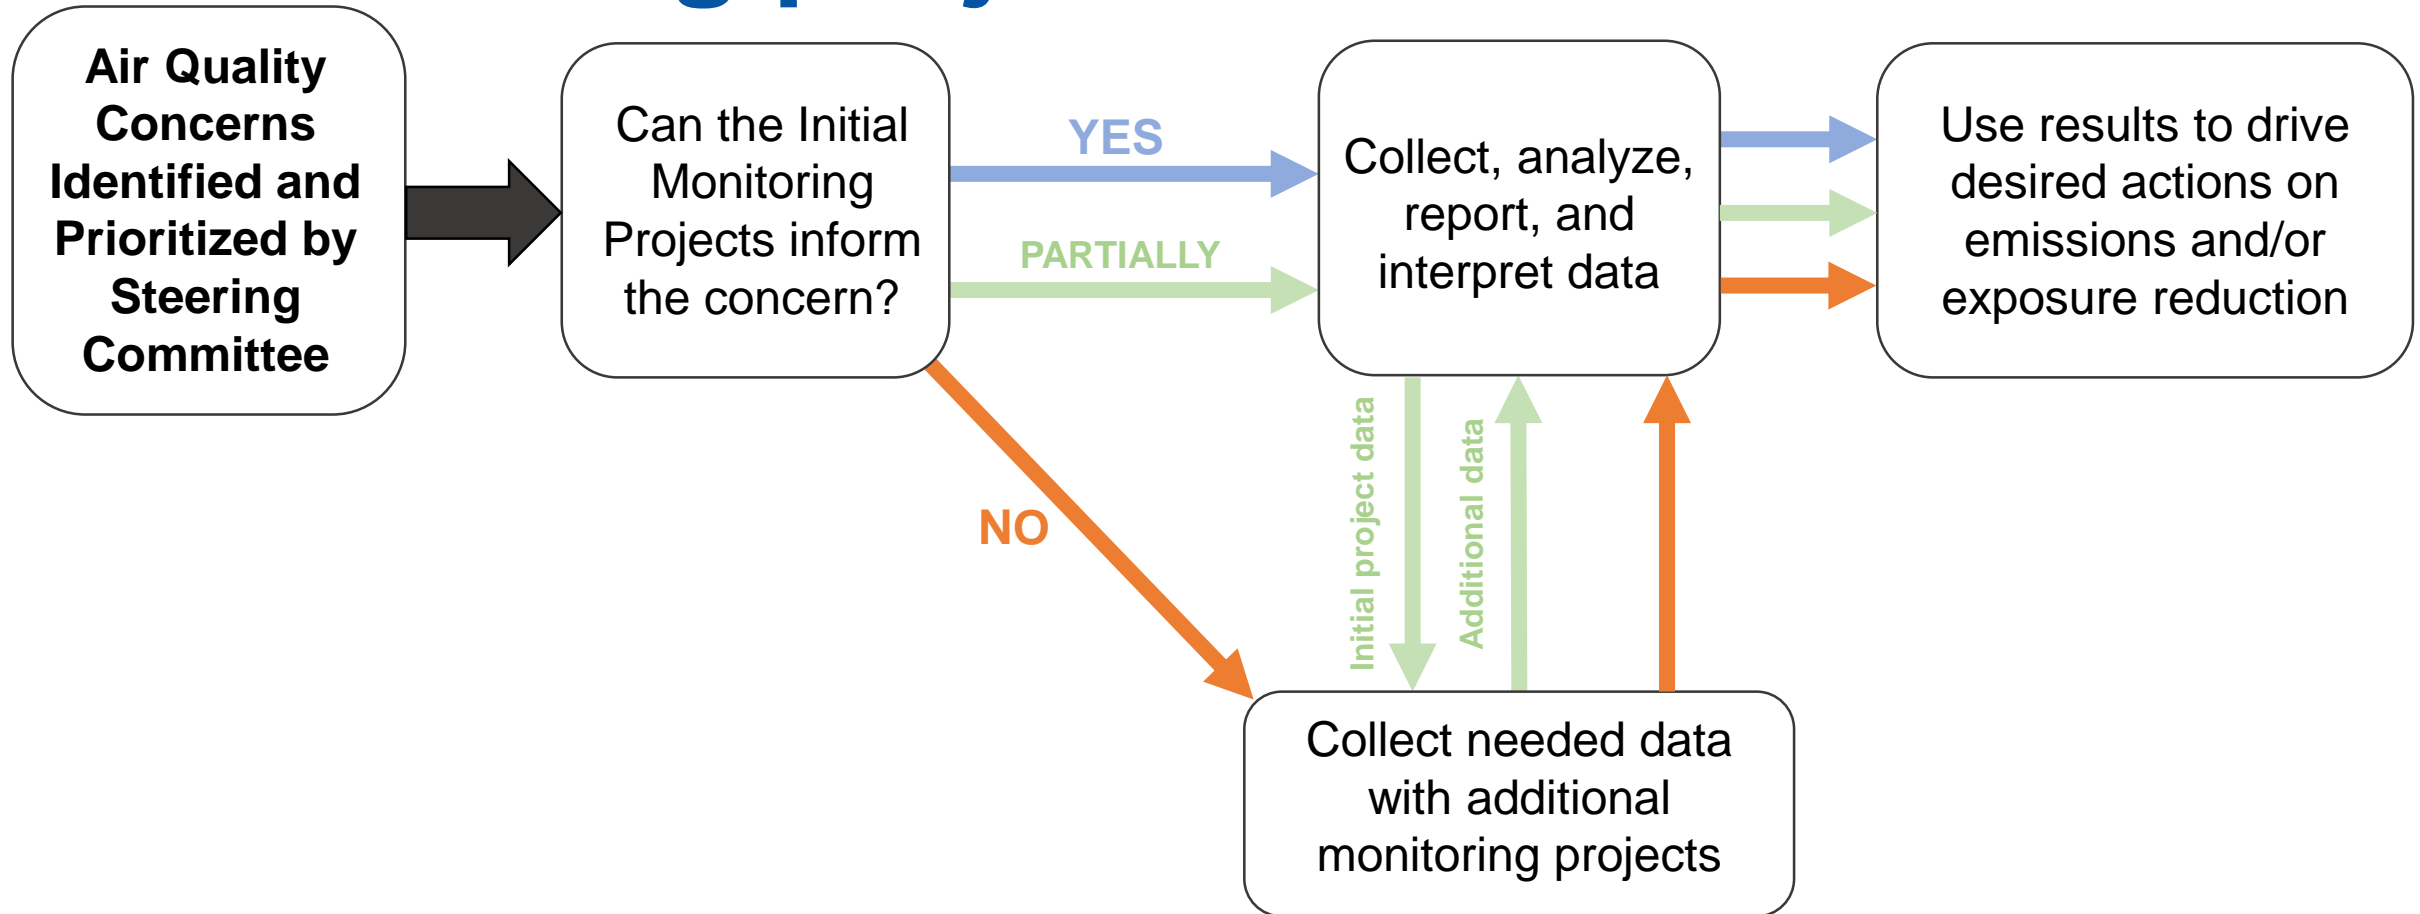 Air Quality
Concerns
Identified and
Prioritized by
Steering
Committee
Can the Initial
Monitoring
Projects inform
the concern?
YES
PARTIALLY
NO
Collect, analyze,
report, and
interpret data
Use results to drive
desired actions on
emissions and/or
exposure reduction
Initial project data
Additional data
Collect needed data
with additional
monitoring projects